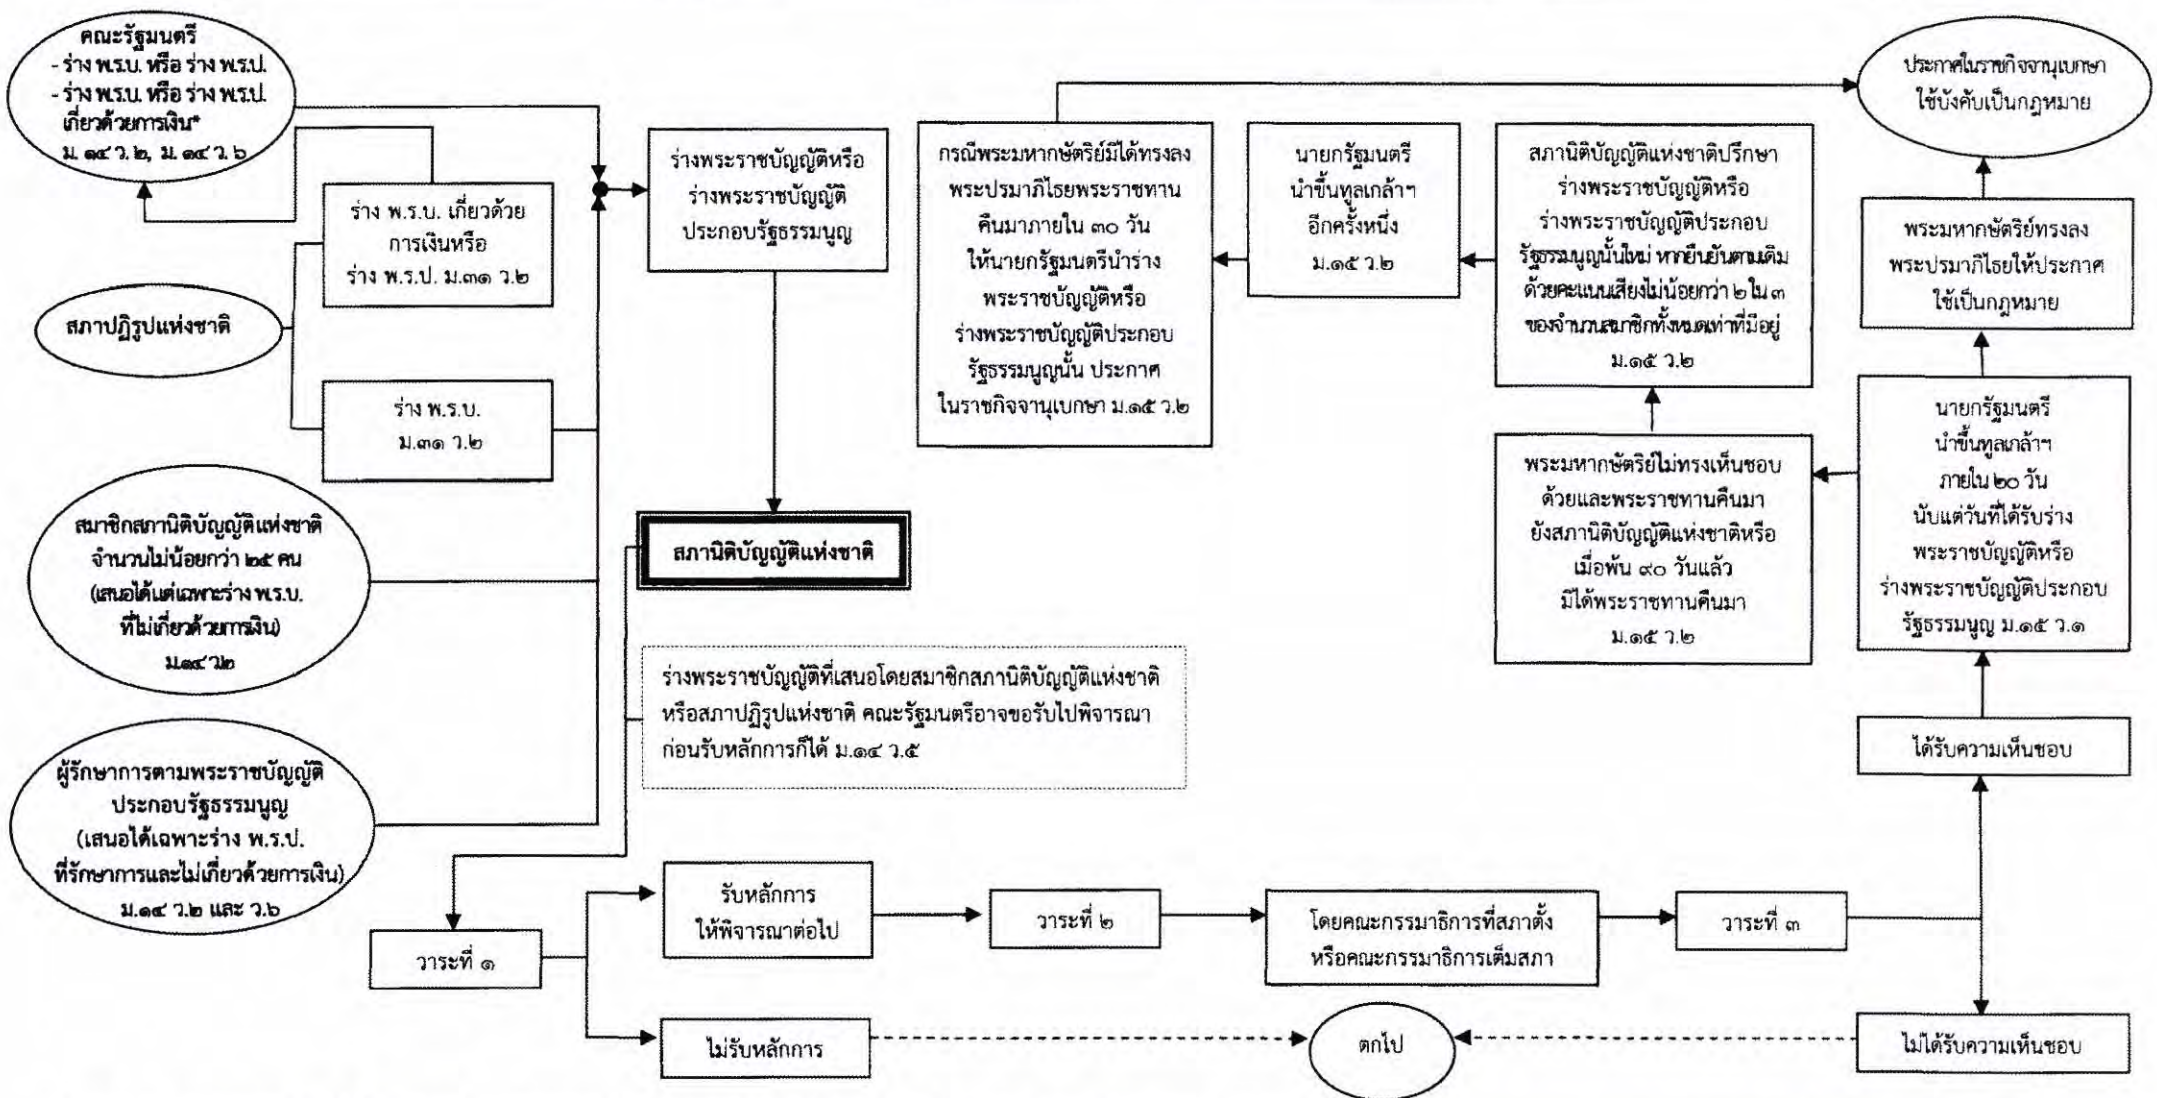 คณะรัฐมนตรี
- ร่าง พ.ร.บ. หรือ ร่าง พ.ร.ป.
- ร่าง พ.ร.บ. หรือ ร่าง พ.ร.ป.
เกี่ยวด้วยการเงิน*
ม. ๑๔ ว. ๒, ม. ๑๔ ว. ๖
ร่าง พ.ร.บ. เกี่ยวด้วย
การเงินหรือ
ร่าง พ.ร.ป. ม.๓๑ ว.๒
สภาปฏิรูปแห่งชาติ
ร่าง พ.ร.บ.
ม.๓๑ ว.๒
สมาชิกสภานิติบัญญัติแห่งชาติ
จำนวนไม่น้อยกว่า ๒๕ คน
(เสนอได้แต่เฉพาะร่าง พ.ร.บ.
ที่ไม่เกี่ยวด้วยการเงิน)
ม.๑๔ ว.๒
ผู้รักษาการตามพระราชบัญญัติ
ประกอบรัฐธรรมนูญ
(เสนอได้เฉพาะร่าง พ.ร.ป.
ที่รักษาการและไม่เกี่ยวด้วยการเงิน)
ม.๑๔ ว.๒ และ ว.๖
ร่างพระราชบัญญัติหรือ
ร่างพระราชบัญญัติ
ประกอบรัฐธรรมนูญ
สภานิติบัญญัติแห่งชาติ
ร่างพระราชบัญญัติที่เสนอโดยสมาชิกสภานิติบัญญัติแห่งชาติ
หรือสภาปฏิรูปแห่งชาติ คณะรัฐมนตรีอาจขอรับไปพิจารณา
ก่อนรับหลักการก็ได้ ม.๑๔ ว.๕
วาระที่ ๑
รับหลักการ
ให้พิจารณาต่อไป
ไม่รับหลักการ
วาระที่ ๒
โดยคณะกรรมาธิการที่สภาตั้ง
หรือคณะกรรมาธิการเต็มสภา
วาระที่ ๓
ตกไป
ไม่ได้รับความเห็นชอบ
ได้รับความเห็นชอบ
นายกรัฐมนตรี
นำขึ้นทูลเกล้าฯ
ภายใน ๒๐ วัน
นับแต่วันที่ได้รับร่าง
พระราชบัญญัติหรือ
ร่างพระราชบัญญัติประกอบ
รัฐธรรมนูญ ม.๑๕ ว.๑
พระมหากษัตริย์ทรงลง
พระปรมาภิไธยให้ประกาศ
ใช้เป็นกฎหมาย
ประกาศในราชกิจจานุเบกษา
ใช้บังคับเป็นกฎหมาย
พระมหากษัตริย์ไม่ทรงเห็นชอบ
ด้วยและพระราชทานคืนมา
ยังสภานิติบัญญัติแห่งชาติหรือ
เมื่อพ้น ๙๐ วันแล้ว
มิได้พระราชทานคืนมา
ม.๑๕ ว.๒
สภานิติบัญญัติแห่งชาติปรึกษา
ร่างพระราชบัญญัติหรือ
ร่างพระราชบัญญัติประกอบ
รัฐธรรมนูญนั้นใหม่ หากยืนยันตามเดิม
ด้วยคะแนนเสียงไม่น้อยกว่า ๒ ใน ๓
ของจำนวนสมาชิกทั้งหมดเท่าที่มีอยู่
ม.๑๕ ว.๒
นายกรัฐมนตรี
นำขึ้นทูลเกล้าฯ
อีกครั้งหนึ่ง
ม.๑๕ ว.๒
กรณีพระมหากษัตริย์มิได้ทรงลง
พระปรมาภิไธยพระราชทาน
คืนมาภายใน ๓๐ วัน
ให้นายกรัฐมนตรีนำร่าง
พระราชบัญญัติหรือ
ร่างพระราชบัญญัติประกอบ
รัฐธรรมนูญนั้น ประกาศ
ในราชกิจจานุเบกษา ม.๑๕ ว.๒